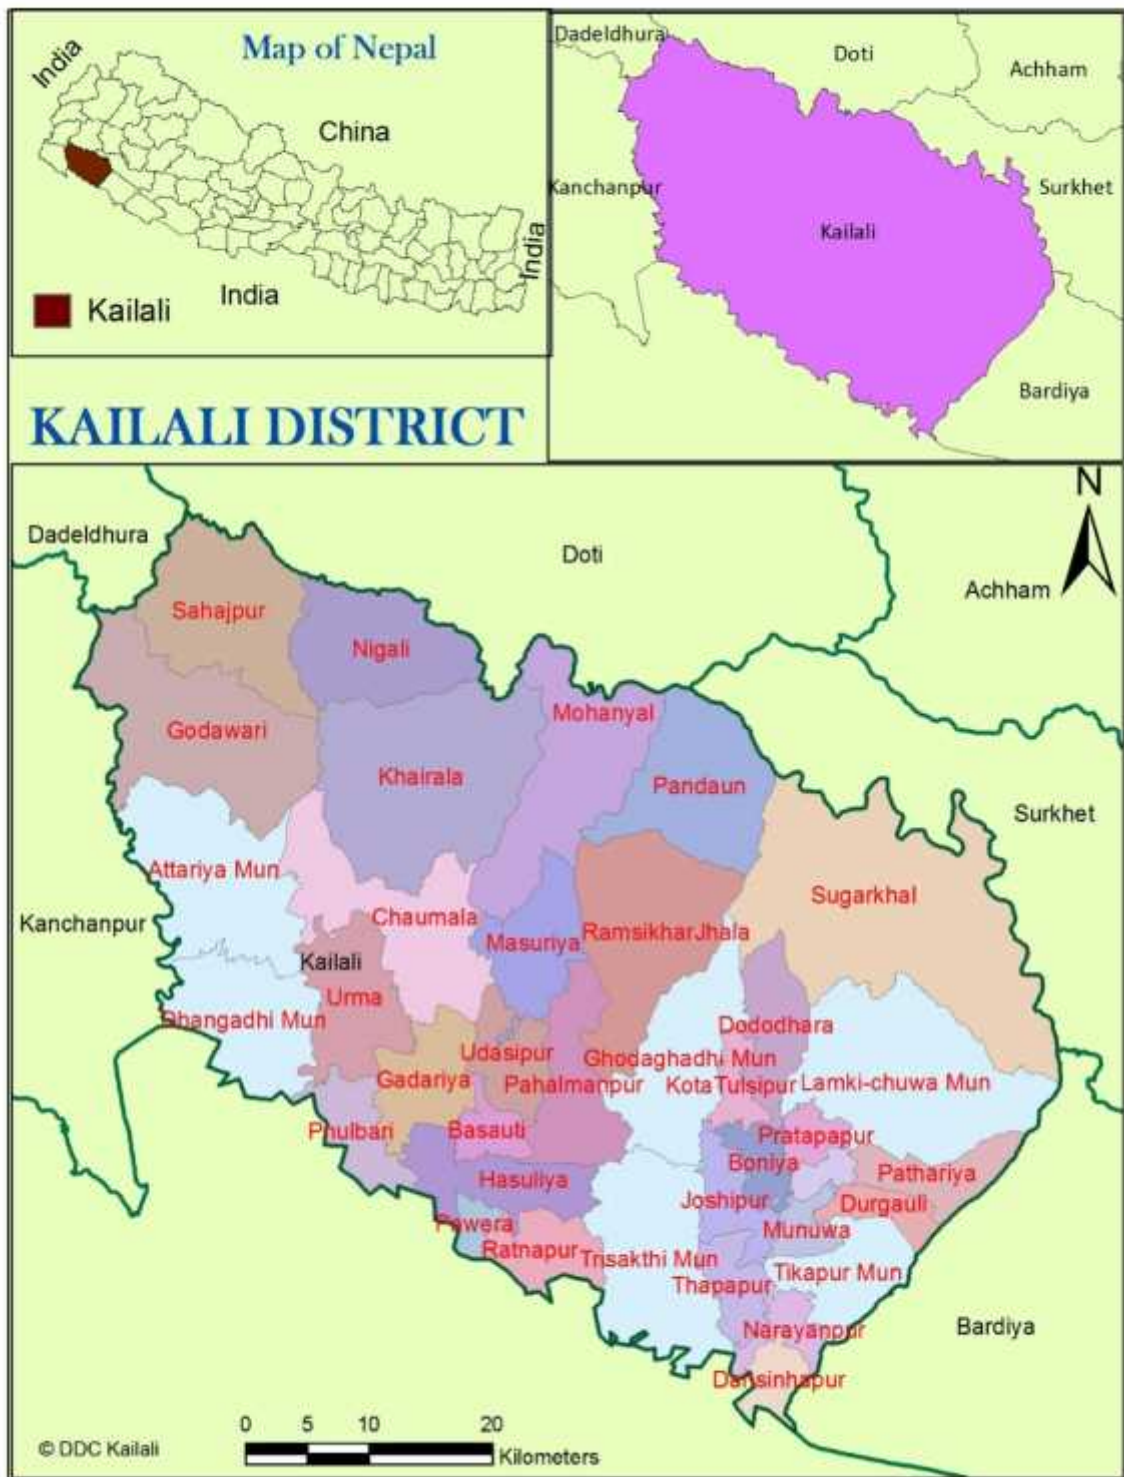 Map of Nepal
India
China
India
India
Kailali
Dadeldhura
Doti
Achham
Kanchanpur
Surkhet
Kailali
Bardiya
KAILALI DISTRICT
N
Dadeldhura
Doti
Achham
Sahajpur
Nigali
Mohanyal
Godawari
Khairala
Pandaun
Surkhet
Attariya Mun
Sugarkhal
Kanchanpur
Chaumala
Masuriya
RamsikharJhala
Kailali
Urma
Dhangadhi Mun
Dododhara
Udasipur
Ghodaghadhi Mun
Gadariya
Pahalmanpur
Kota Tulsipur
Lamki-chuwa Mun
Phulbari
Basauti
Pratapapur
Boniya
Hasuliya
Pathariya
Joshipur
Durgauli
Pawera
Munuwa
Ratnapur
Trisakthi Mun
Tikapur Mun
Thapapur
Narayanpur
Bardiya
Dansinhapur
0 5 10 20
Kilometers
© DDC Kailali